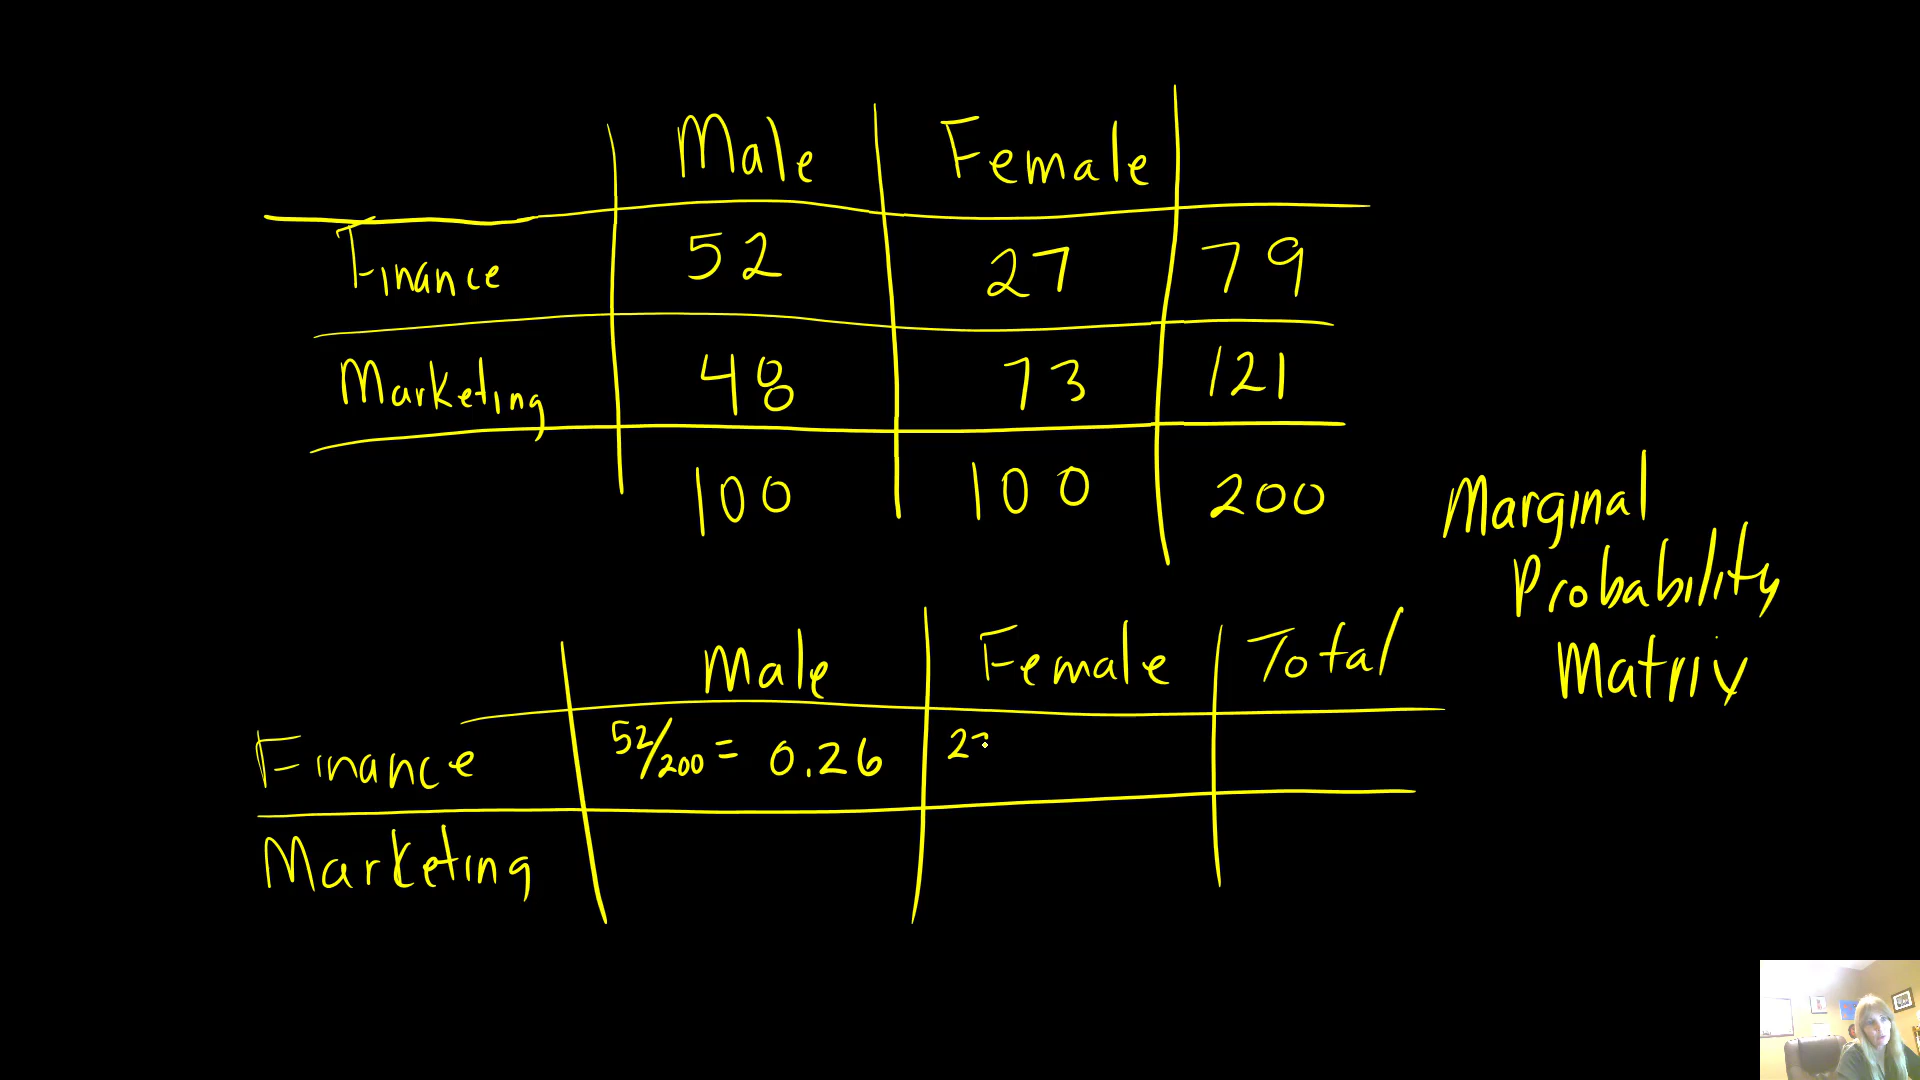 Male Female
Finance 52 27 79
Marketing 48 73 121
100 100 200
Marginal
Probability
Matrix
Male Female Total
Finance 52/200 = 0.26 27
Marketing